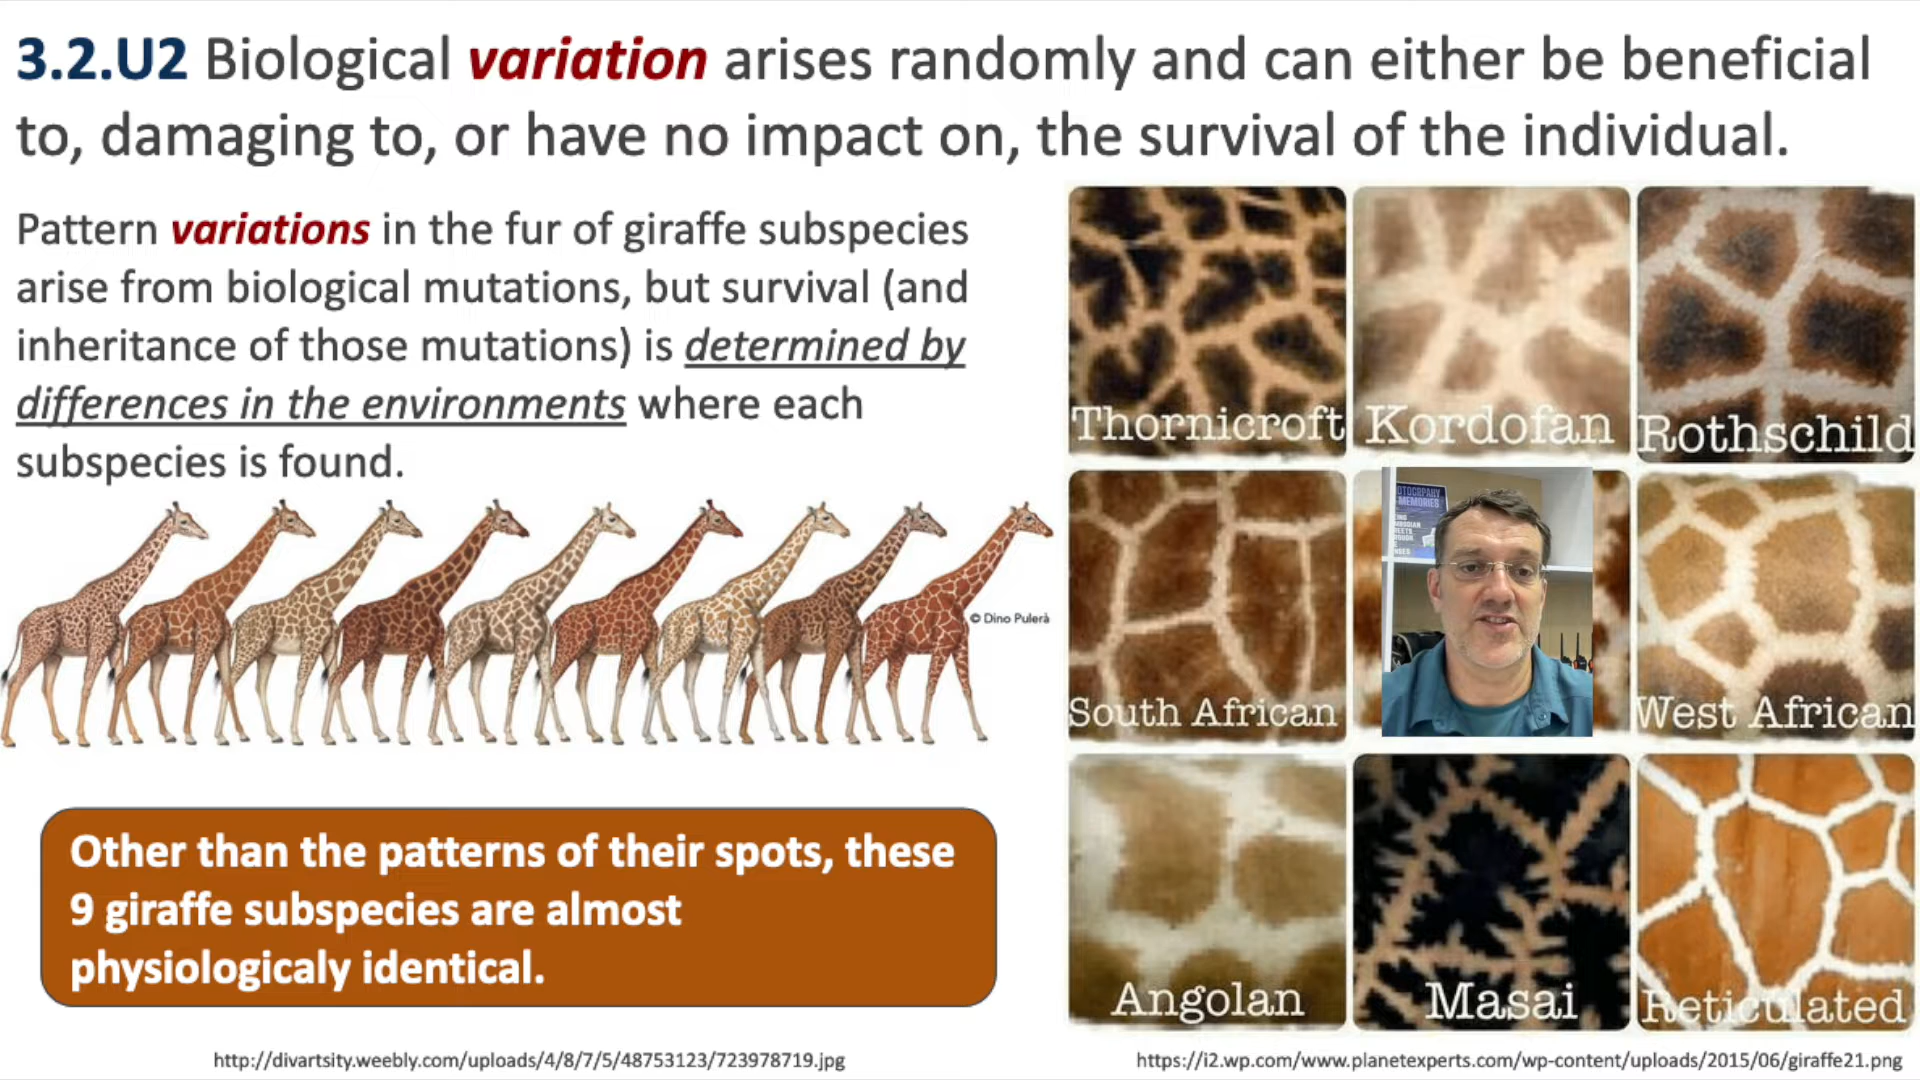 3.2.U2 Biological variation arises randomly and can either be beneficial
to, damaging to, or have no impact on, the survival of the individual.
Pattern variations in the fur of giraffe subspecies
arise from biological mutations, but survival (and
inheritance of those mutations) is determined by
differences in the environments where each
subspecies is found.
© Dino Pulerà
Other than the patterns of their spots, these
9 giraffe subspecies are almost
physiologicaly identical.
http://divartsity.weebly.com/uploads/4/8/7/5/48753123/723978719.jpg
Thornicroft
Kordofan
Rothschild
South African
MEMORIES
West African
Angolan
Masai
Reticulated
https://i2.wp.com/www.planetexperts.com/wp-content/uploads/2015/06/giraffe21.png